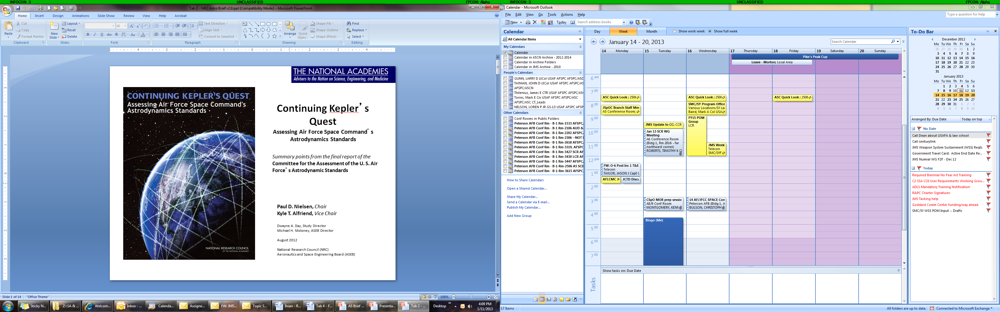 INFOCON: 3 UNCLASSIFIED FPCON: Alpha
Tab 2 - NRC Astro Brief v2.0.ppt [Compatibility Mode] - Microsoft PowerPoint
Home Insert Design Animations Slide Show Review View Help Acrobat
Paste
Cut
Copy
Format Painter
Clipboard
New Slide
Layout
Reset
Delete
Slides
16
Font
Paragraph
Text Direction
Align Text
Convert to SmartArt
Arrange
Quick Styles
Shape Fill
Shape Outline
Shape Effects
Drawing
Find
Replace
Select
Editing
THE NATIONAL ACADEMIES
Advisers to the Nation on Science, Engineering, and Medicine
CONTINUING KEPLER'S QUEST
Assessing Air Force Space Command's
Astrodynamics Standards
NATIONAL RESEARCH COUNCIL
OF THE NATIONAL ACADEMIES
Continuing Kepler’s
Quest
Assessing Air Force Space Command’s
Astrodynamics Standards
Summary points from the final report of the
Committee for the Assessment of the U. S. Air
Force’s Astrodynamic Standards
Paul D. Nielsen, Chair
Kyle T. Alfriend, Vice Chair
Dwayne A. Day, Study Director
Michael H. Moloney, ASEB Director
August 2012
National Research Council (NRC)
Aeronautics and Space Engineering Board (ASEB)
Slide 1 of 14 "Office Theme" 100%
Sticky N... Z:\SA & ... Welcom... Inbox - ... Calenda... Assigne... FW: JMS... Topic S... Brian - R... Tab 4 - F... A5 Brief ... Presenta... Tab 2 - ... Desktop
4:09 PM
1/11/2013
INFOCON: 3 UNCLASSIFIED FPCON: Alpha
Calendar - Microsoft Outlook
File Edit View Go Tools Actions Help
Type a question for help
New Today Search address books
Calendar
All Calendar Items
My Calendars
Calendar
Calendar in A5CN Archive - 2012-2014
Calendar in Archive Folders
Calendar in JMS Archive - 2010
People's Calendars
GUNN, LARRY D LtCol USAF AFSPC AFSPC/A5D
TAYMAN, JOHN D LtCol USAF AFSPC AFSPC/A5
AFSPC/A5CN
Thilenius, James E CTR USAF AFSPC AFSPC/A5
Torres, Mark E Civ USAF AFSPC AFSPC/A5C
AFSPC/A5C CT_Leads
NELSON, LOREN P JR GS-13 USAF AFSPC AFSP
Other Calendars
Conf Rooms in Public Folders
Peterson AFB Conf Rm - B-1 Rm-1533 AFSPC/
Peterson AFB Conf Rm - B-1 Rm-2106 AUD &
Peterson AFB Conf Rm - B-1 Rm-2202 AFSPC/
Peterson AFB Conf Rm - B-1 Rm-2306 --NOT I
Peterson AFB Conf Rm - B-1 Rm-2618 AFSPC/
Peterson AFB Conf Rm - B-1 Rm-3319, AFSPC
Peterson AFB Conf Rm - B-1 Rm-3427 SCR AF
Peterson AFB Conf Rm - B-1 Rm-3430 LCR AF
Peterson AFB Conf Rm - B-1 Rm-3447 AFSPC/
Peterson AFB Conf Rm - B-1-Rm-2506 A5 SCI
Peterson AFB Conf Rm - B-1-Rm-3615 AFSPC/
How to Share Calendars
Open a Shared Calendar...
Share My Calendar...
Send a Calendar via E-mail...
Publish My Calendar...
Add New Group
Day Week Month Show work week Show full week
January 14 - 20, 2013
Search Calendar
14 Monday 15 Tuesday 16 Wednesday 17 Thursday 18 Friday 19 Saturday 20 Sunday
Pike's Peak Cup
Leave - Morton; Local Area
6 am
7 00
8 00
9 00
10 00
11 00
12 pm
1 00
2 00
3 00
4 00
5 00
6 00
7 00
A5C Quick Look ; 2506
JSpOC Branch Staff Mee
A5 Conference Room;
FW: O-6 Post Inc 1 T&E
Telecon
TAYLOR, JASON J Capt U
AFLCMC JC
JCTD Discu
JMS Update to CC; CCR
Jan 13 SCR WG
Meeting
A6 Conference Room
(Bldg 1, Rm 2816 - far
northwest corner)
ROBERTS, TIMOTHY K
CSpO MOB prep sessio
A8/9 Conf Room
MONTGOMERY, KENN
Bingo (Me)
A5C Quick Look ; 2506
SMC/SY Program Office
Various Locations/SY La
Baird, Mark A Col USA
FY15 POM
Group
LCR
JMS Week
Telecon
SMC/SYF
14 AF/JFCC SPACE Con
Peterson AFB (Bldg 1, A
BULSON, CHRISTOPH
A5C Quick Look ; 2506
Show tasks on: Due Date
Tasks
To-Do Bar
December 2012
Mo Tu We Th Fr Sa Su
26 27 28 29 30 1 2
3 4 5 6 7 8 9
10 11 12 13 14 15 16
17 18 19 20 21 22 23
24 25 26 27 28 29 30
31
January 2013
Mo Tu We Th Fr Sa Su
1 2 3 4 5 6
7 8 9 10 11 12 13
14 15 16 17 18 19 20
21 22 23 24 25 26 27
28 29 30 31 1 2 3
4 5 6 7 8 9 10
Arranged By: Due Date Today on top
No Date
Call Dean about USAFA & law school
Call centurylink
JMS Weapon System Sustainment (WSS) Reqts
Government Travel Card: Active End Date Re...
JMS Numval WG F2F - Dec 12
Today
Required Biennial No Fear Act Training
C2 SSA COI User Requirements Working Grou...
ADLS Mandatory Training Notification
R&PC Charter Signatures
JMS Tasking help
Goddard Comm Center funding/way ahead
SMC/SY WSS POM Input -- Drafts
17 Items All folders are up to date. Connected to Microsoft Exchange